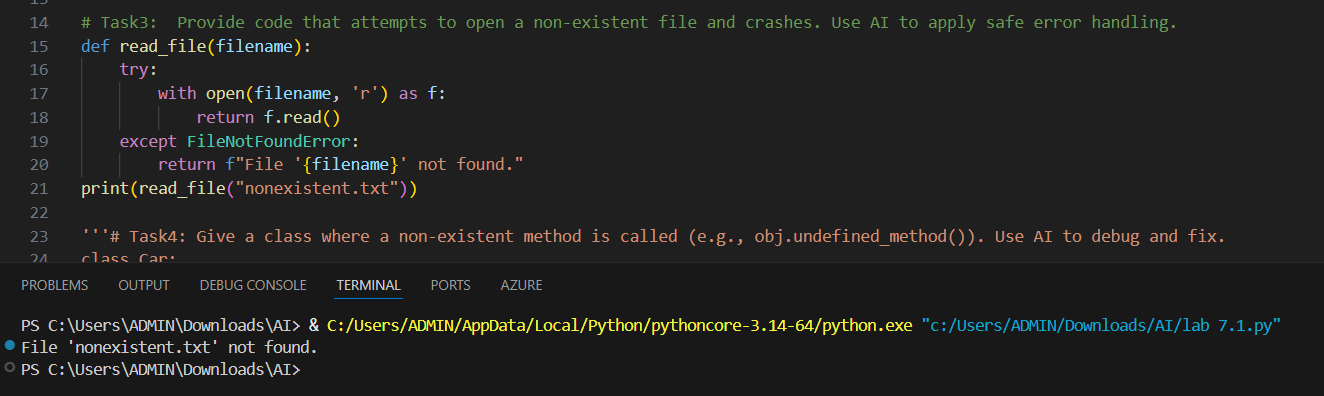 14 # Task3:  Provide code that attempts to open a non-existent file and crashes. Use AI to apply safe error handling.
15 def read_file(filename):
16     try:
17         with open(filename, 'r') as f:
18             return f.read()
19     except FileNotFoundError:
20         return f"File '{filename}' not found."
21 print(read_file("nonexistent.txt"))
22
23 '''# Task4: Give a class where a non-existent method is called (e.g., obj.undefined_method()). Use AI to debug and fix.
24 class Car:
PROBLEMS OUTPUT DEBUG CONSOLE TERMINAL PORTS AZURE
PS C:\Users\ADMIN\Downloads\AI> & C:/Users/ADMIN/AppData/Local/Python/pythoncore-3.14-64/python.exe "c:/Users/ADMIN/Downloads/AI/lab 7.1.py"
File 'nonexistent.txt' not found.
PS C:\Users\ADMIN\Downloads\AI>